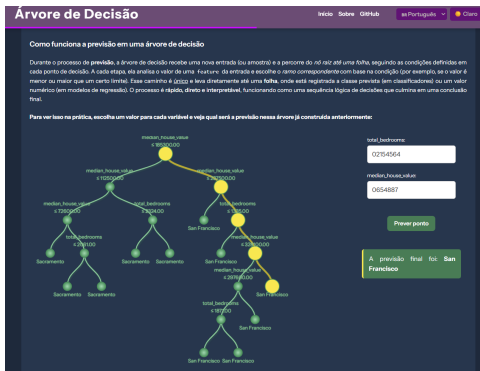 Árvore de Decisão
Início Sobre GitHub Português Claro
Como funciona a previsão em uma árvore de decisão
Durante o processo de previsão, a árvore de decisão recebe uma nova entrada (ou amostra) e a percorre do nó raiz até uma folha, seguindo as condições definidas em
cada ponto de decisão. A cada etapa, ela analisa o valor de uma feature da entrada e escolhe o ramo correspondente com base na condição (por exemplo, se o valor é
menor ou maior que um certo limite). Esse caminho é único e leva diretamente até uma folha, onde está registrada a classe prevista (em classificadores) ou um valor
numérico (em modelos de regressão). O processo é rápido, direto e interpretável, funcionando como uma sequência lógica de decisões que culmina em uma conclusão
final.
Para ver isso na prática, escolha um valor para cada variável e veja qual será a previsão nessa árvore já construída anteriormente:
median_house_value
median_house_value
median_house_value
total_bedrooms
San Francisco
total_bedrooms
median_house_value
Sacramento
Sacramento
Sacramento
Sacramento
Sacramento
median_house_value
San Francisco
total_bedrooms
San Francisco
San Francisco San Francisco
total_bedrooms:
02154564
median_house_value:
0654887
Prever ponto
A previsão final foi: San
Francisco